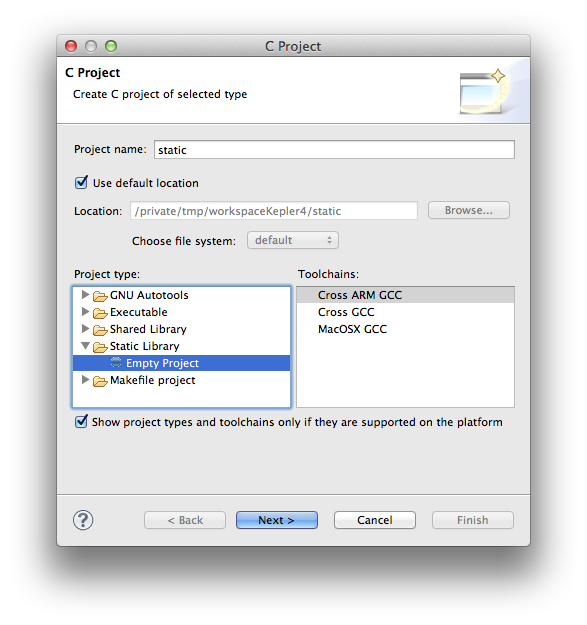 C Project
C Project
Create C project of selected type
Project name: static
Use default location
Location: /private/tmp/workspaceKepler4/static Browse...
Choose file system: default
Project type: Toolchains:
GNU Autotools Cross ARM GCC
Executable Cross GCC
Shared Library MacOSX GCC
Static Library
Empty Project
Makefile project
Show project types and toolchains only if they are supported on the platform
? < Back Next > Cancel Finish